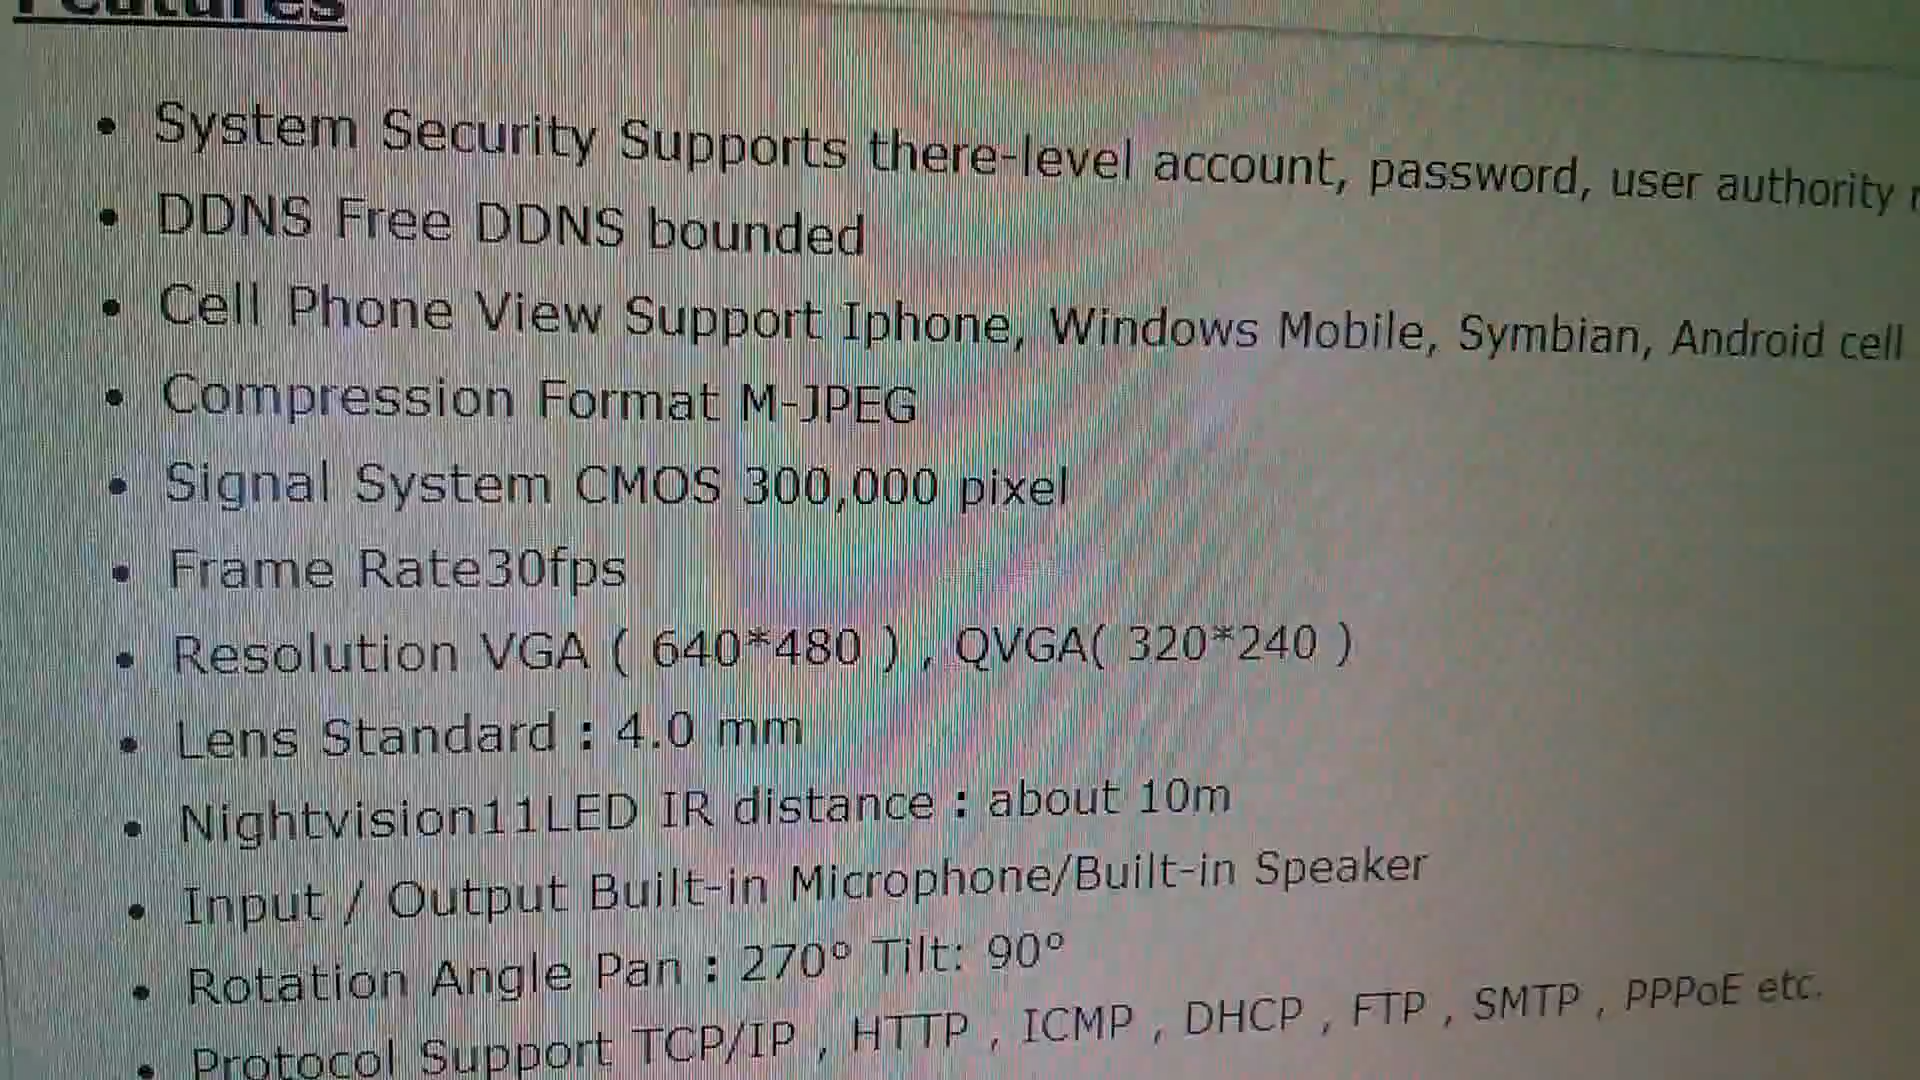 Features
• System Security Supports there-level account, password, user authority
• DDNS Free DDNS bounded
• Cell Phone View Support Iphone, Windows Mobile, Symbian, Android cell
• Compression Format M-JPEG
• Signal System CMOS 300,000 pixel
• Frame Rate30fps
• Resolution VGA ( 640*480 ) , QVGA( 320*240 )
• Lens Standard : 4.0 mm
• Nightvision11LED IR distance : about 10m
• Input / Output Built-in Microphone/Built-in Speaker
• Rotation Angle Pan : 270° Tilt: 90°
• Protocol Support TCP/IP , HTTP , ICMP , DHCP , FTP , SMTP , PPPoE etc.